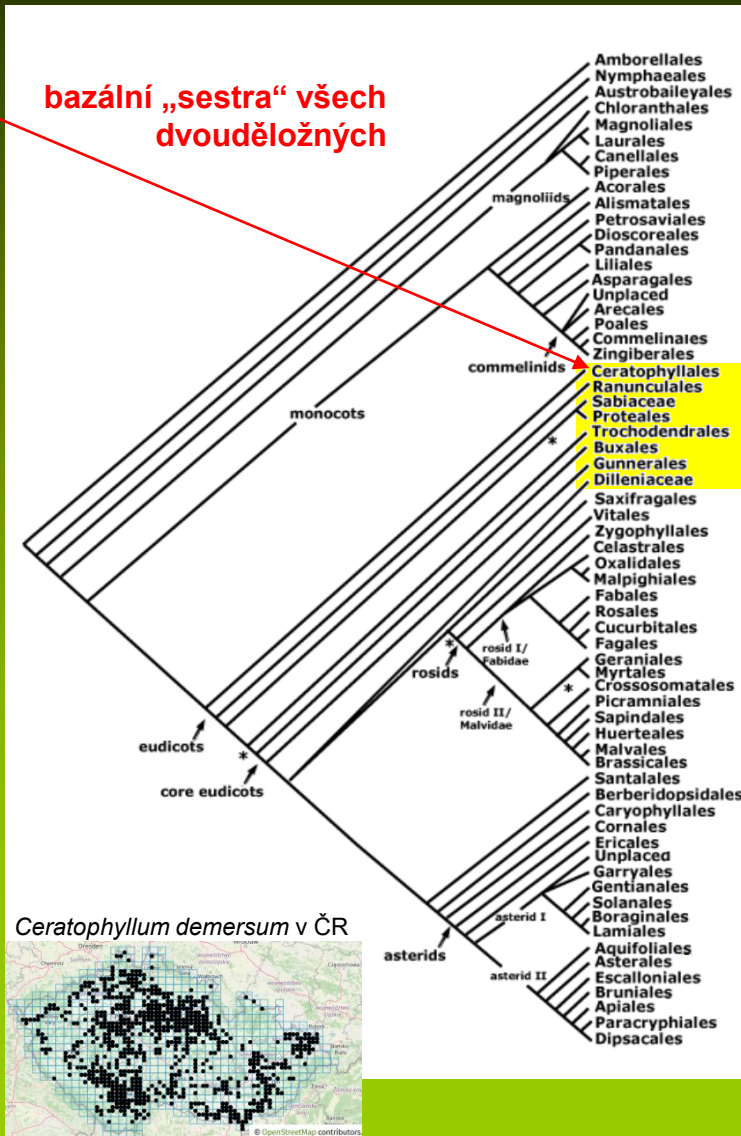 bazální „sestra“ všech
dvouděložných
Amborellales
Nymphaeales
Austrobaileyales
Chloranthales
Magnoliales
Laurales
Canellales
Piperales
magnoliids
Acorales
Alismatales
Petrosaviales
Dioscoreales
Pandanales
Liliales
Asparagales
Unplaced
Arecales
Poales
Commelinales
Zingiberales
commelinids
monocots
Ceratophyllales
Ranunculales
Sabiaceae
Proteales
Trochodendrales
*
Buxales
Gunnerales
Dilleniaceae
Saxifragales
Vitales
Zygophyllales
Celastrales
Oxalidales
Malpighiales
Fabales
Rosales
Cucurbitales
Fagales
*
rosids
rosid I/
Fabidae
Geraniales
Myrtales
*
Crossosomatales
Picramniales
rosid II/
Malvidae
Sapindales
Huerteales
Malvales
Brassicales
eudicots
*
core eudicots
Santalales
Berberidopsidales
Caryophyllales
Cornales
Ericales
Unplaced
Garryales
Gentianales
Solanales
asterid I
Boraginales
Lamiales
asterids
Aquifoliales
Asterales
asterid II
Escalloniales
Bruniales
Apiales
Paracryphiales
Dipsacales
Ceratophyllum demersum v ČR
Dresden
Chemnitz
© OpenStreetMap contributors